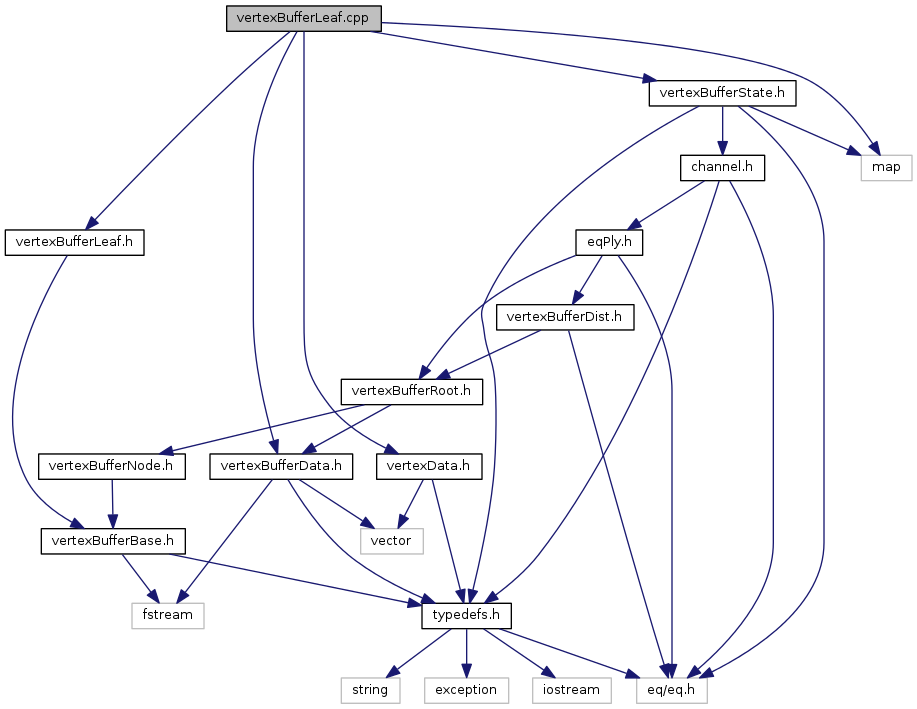 vertexBufferLeaf.cpp
vertexBufferState.h
channel.h
map
vertexBufferLeaf.h
eqPly.h
vertexBufferDist.h
vertexBufferRoot.h
vertexBufferNode.h
vertexBufferData.h
vertexData.h
vertexBufferBase.h
vector
fstream
typedefs.h
string
exception
iostream
eq/eq.h